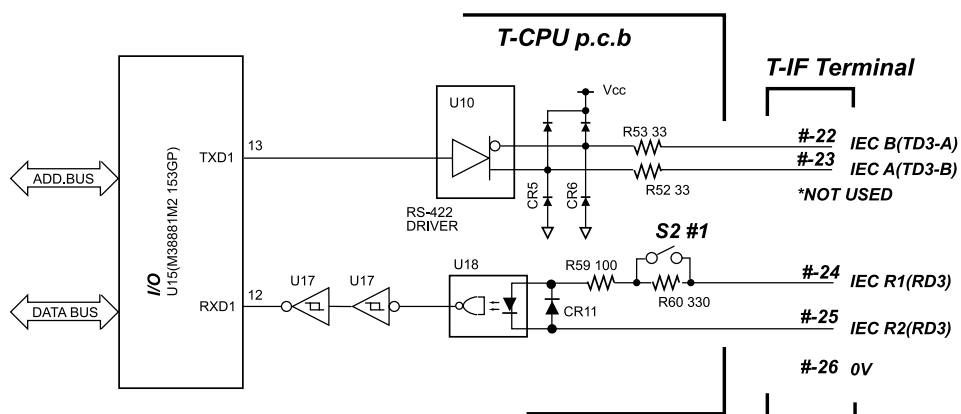 T-CPU p.c.b
T-IF Terminal
U10
Vcc
R53 33
#-22
IEC B(TD3-A)
13
TXD1
#-23
IEC A(TD3-B)
ADD.BUS
R52 33
CR5
CR6
*NOT USED
RS-422
DRIVER
I/O
U15(M38881M2 153GP)
S2 #1
U18
R59 100
#-24
IEC R1(RD3)
U17
U17
12
RXD1
R60 330
DATA BUS
CR11
#-25
IEC R2(RD3)
#-26
0V